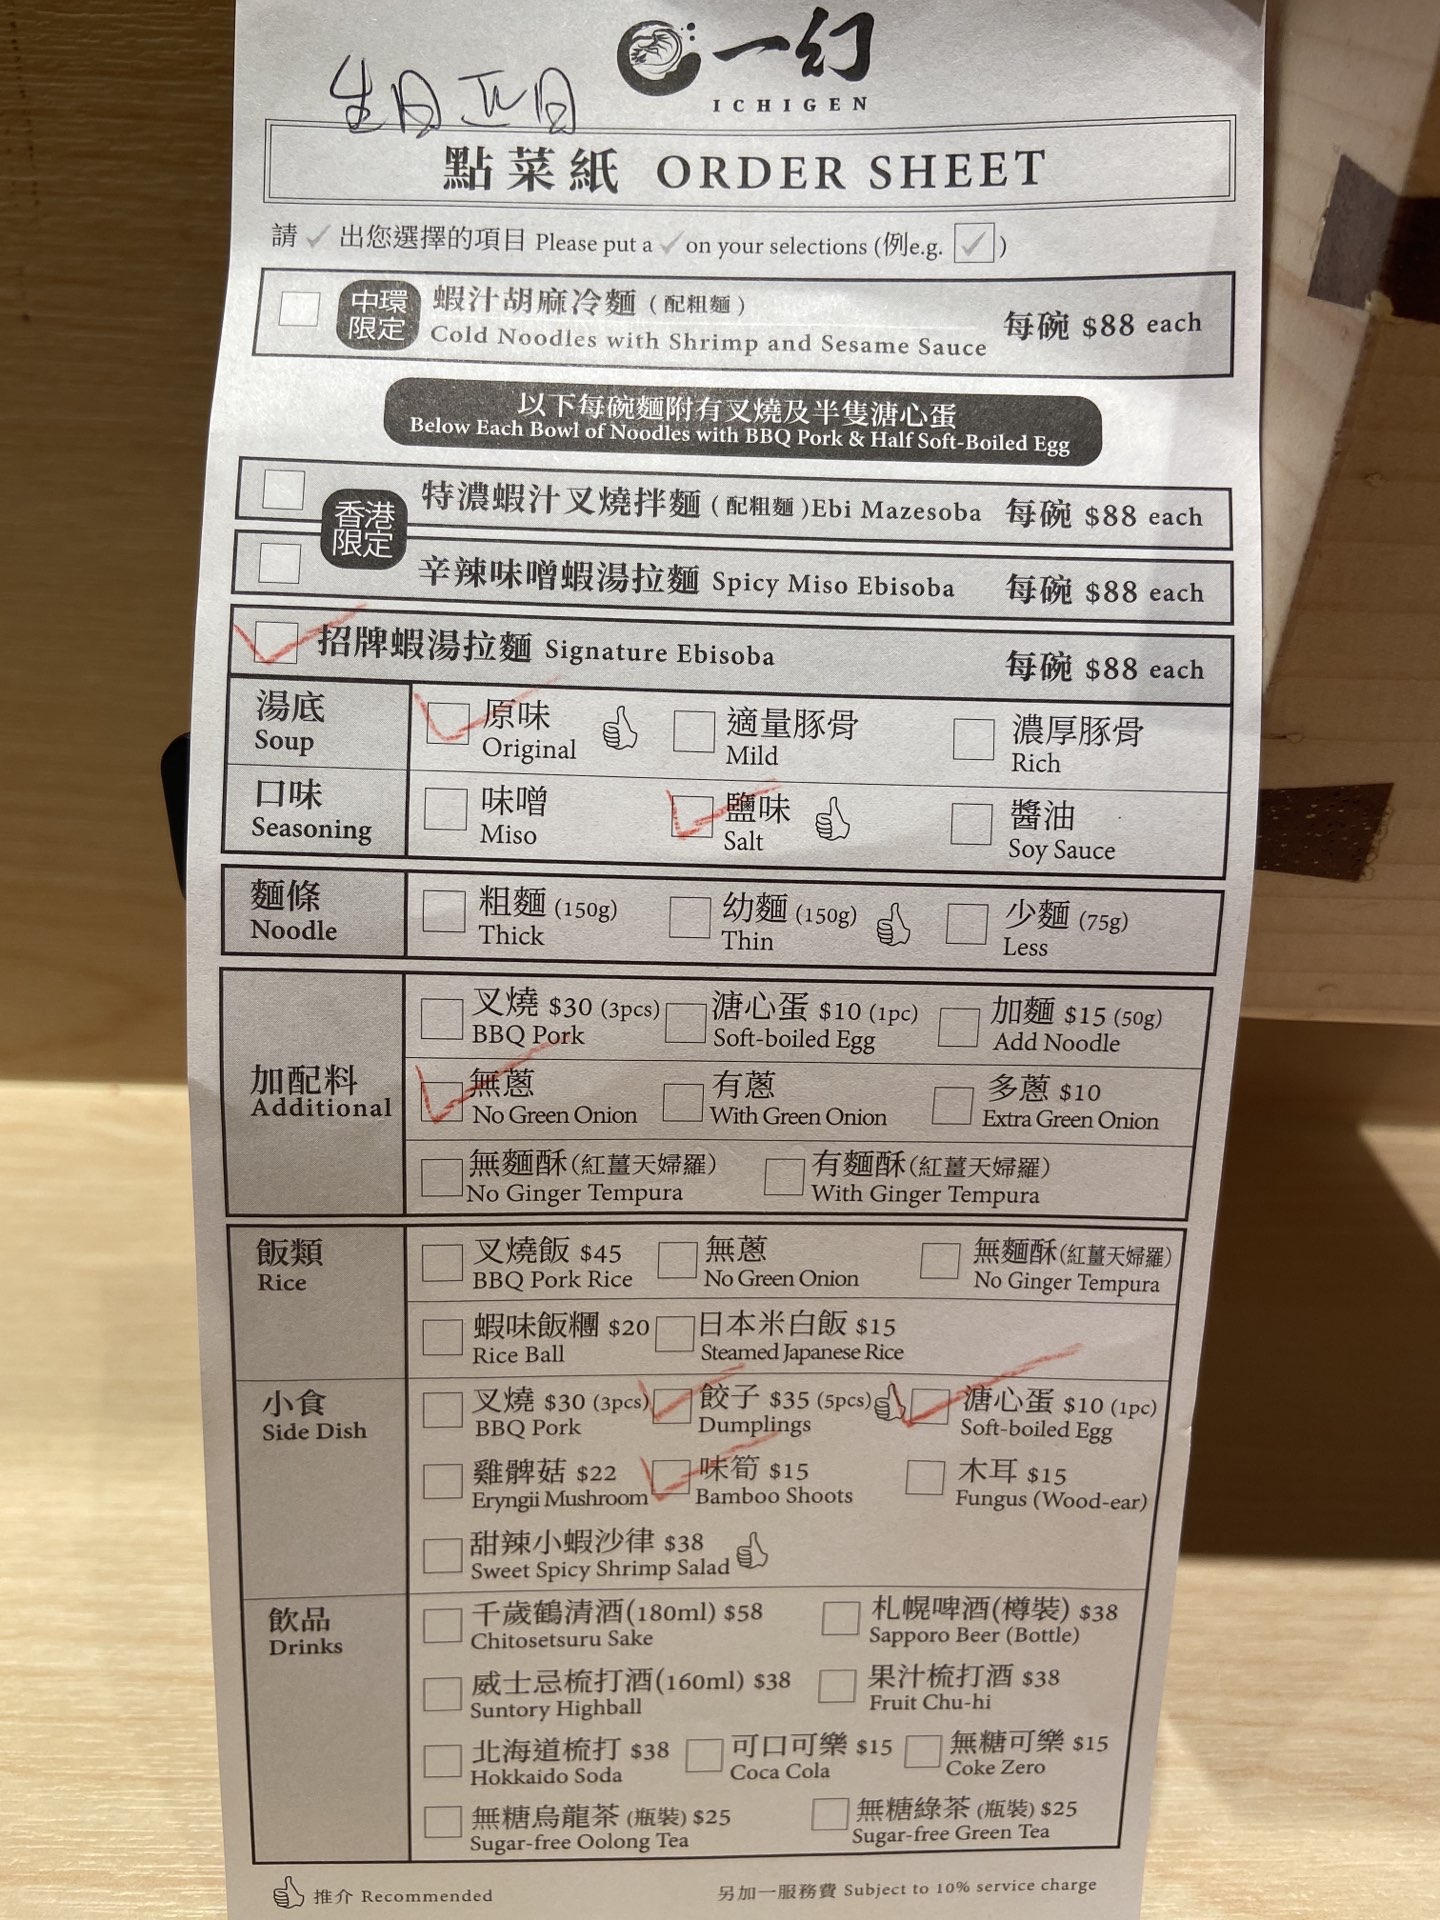 一幻
ICHIGEN
生日正日
點菜紙 ORDER SHEET
請✓出您選擇的項目 Please put a ✓ on your selections (例e.g. ✓)
中環限定 蝦汁胡麻冷麵（配粗麵） 每碗 $88 each
Cold Noodles with Shrimp and Sesame Sauce
以下每碗麵附有叉燒及半隻溏心蛋
Below Each Bowl of Noodles with BBQ Pork & Half Soft-Boiled Egg
香港限定
特濃蝦汁叉燒拌麵（配粗麵）Ebi Mazesoba 每碗 $88 each
辛辣味噌蝦湯拉麵 Spicy Miso Ebisoba 每碗 $88 each
招牌蝦湯拉麵 Signature Ebisoba 每碗 $88 each
湯底 原味 適量豚骨 濃厚豚骨
Soup Original Mild Rich
口味 味噌 鹽味 醬油
Seasoning Miso Salt Soy Sauce
麵條 粗麵 (150g) 幼麵 (150g) 少麵 (75g)
Noodle Thick Thin Less
叉燒 $30 (3pcs) 溏心蛋 $10 (1pc) 加麵 $15 (50g)
BBQ Pork Soft-boiled Egg Add Noodle
加配料 無蔥 有蔥 多蔥 $10
Additional No Green Onion With Green Onion Extra Green Onion
無麵酥（紅薑天婦羅） 有麵酥（紅薑天婦羅）
No Ginger Tempura With Ginger Tempura
飯類 叉燒飯 $45 無蔥 無麵酥（紅薑天婦羅）
Rice BBQ Pork Rice No Green Onion No Ginger Tempura
蝦味飯糰 $20 日本米白飯 $15
Rice Ball Steamed Japanese Rice
小食 叉燒 $30 (3pcs) 餃子 $35 (5pcs) 溏心蛋 $10 (1pc)
Side Dish BBQ Pork Dumplings Soft-boiled Egg
雞髀菇 $22 味筍 $15 木耳 $15
Eryngii Mushroom Bamboo Shoots Fungus (Wood-ear)
甜辣小蝦沙律 $38
Sweet Spicy Shrimp Salad
飲品 千歲鶴清酒(180ml) $58 札幌啤酒(樽裝) $38
Drinks Chitosetsuru Sake Sapporo Beer (Bottle)
威士忌梳打酒(160ml) $38 果汁梳打酒 $38
Suntory Highball Fruit Chu-hi
北海道梳打 $38 可口可樂 $15 無糖可樂 $15
Hokkaido Soda Coca Cola Coke Zero
無糖烏龍茶 (瓶裝) $25 無糖綠茶 (瓶裝) $25
Sugar-free Oolong Tea Sugar-free Green Tea
推介 Recommended 另加一服務費 Subject to 10% service charge